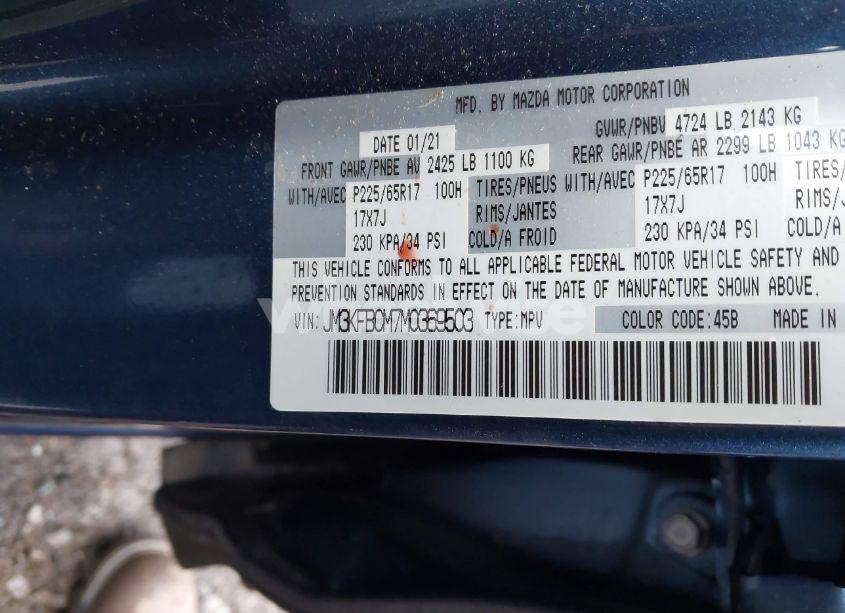 MFD. BY MAZDA MOTOR CORPORATION
DATE 01/21 GVWR/PNBV 4724 LB 2143 KG
FRONT GAWR/PNBE AV 2425 LB 1100 KG REAR GAWR/PNBE AR 2299 LB 1043 KG
WITH/AVEC P225/65R17 100H TIRES/PNEUS WITH/AVEC P225/65R17 100H
17X7J RIMS/JANTES 17X7J
230 KPA/34 PSI COLD/A FROID 230 KPA/34 PSI
THIS VEHICLE CONFORMS TO ALL APPLICABLE FEDERAL MOTOR VEHICLE SAFETY AND
PREVENTION STANDARDS IN EFFECT ON THE DATE OF MANUFACTURE SHOWN ABOVE.
VIN: JM3KFBCM7M0369503 TYPE: MPV COLOR CODE: 45B MADE IN